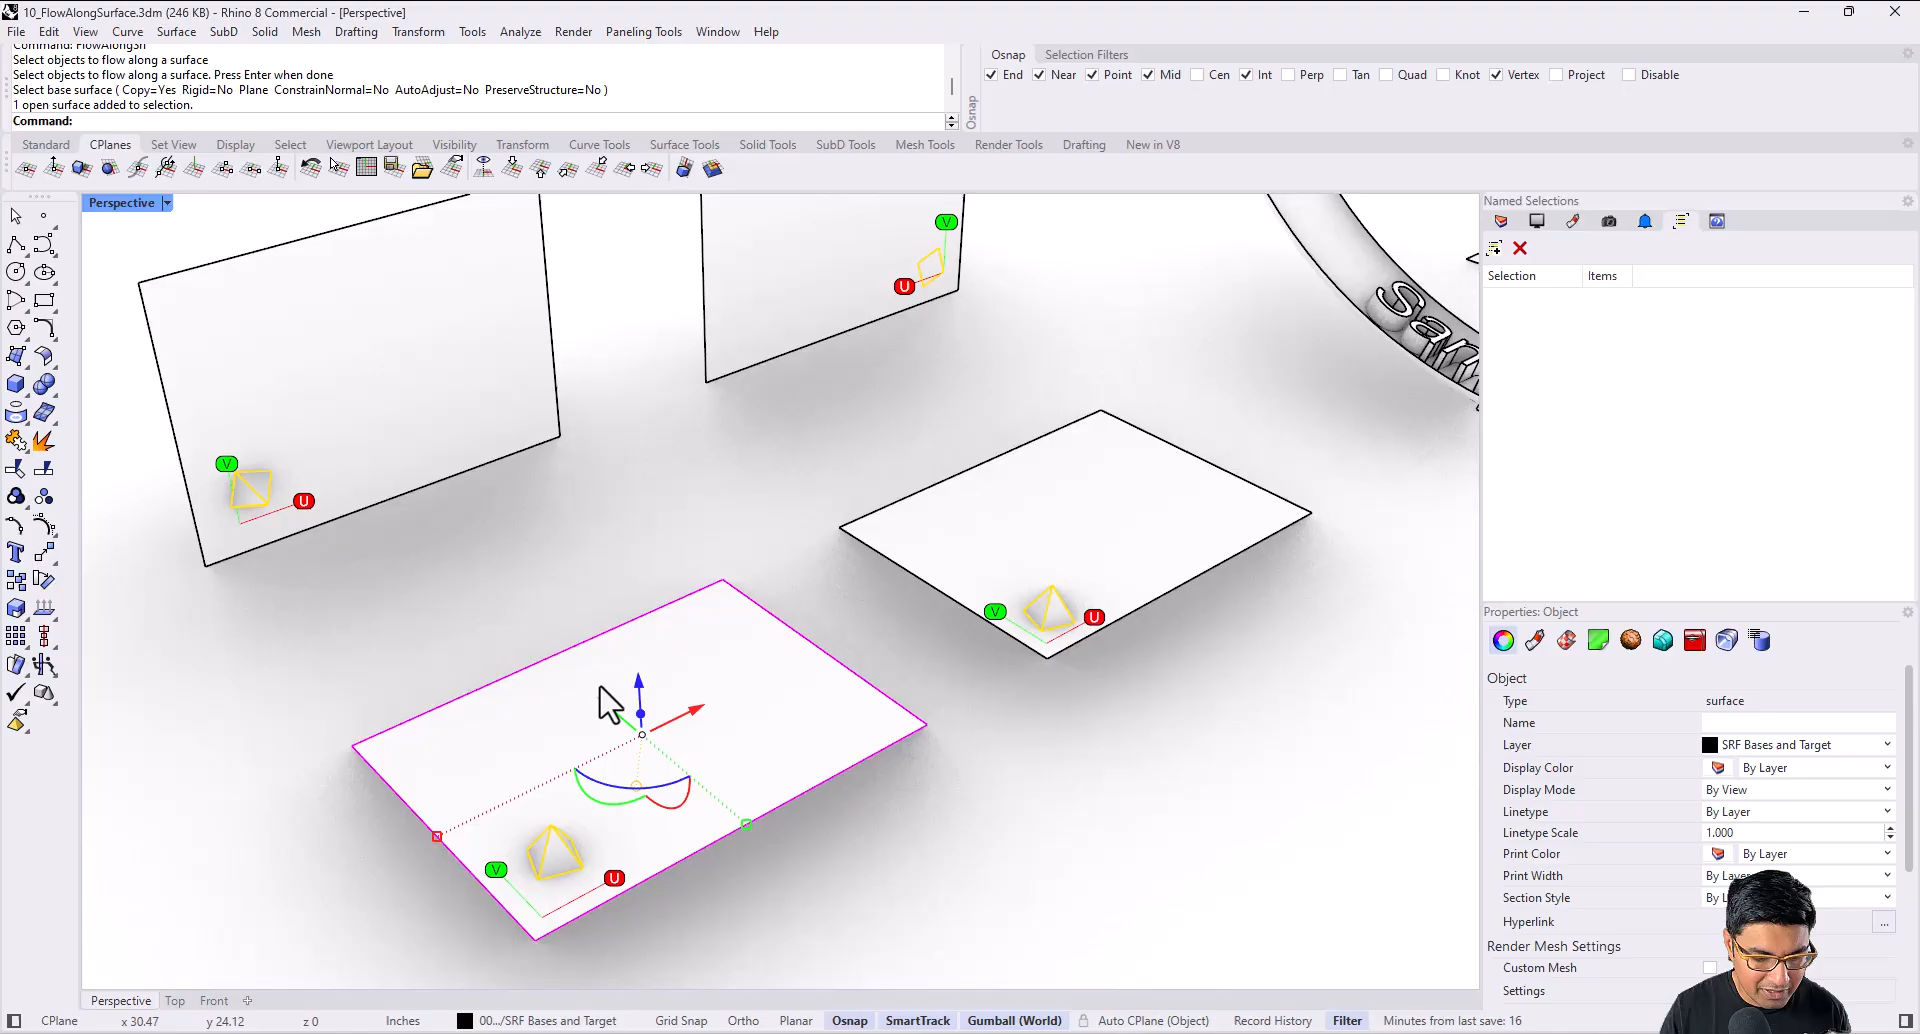 10_FlowAlongSurface.3dm (246 KB) - Rhino 8 Commercial - [Perspective]
File Edit View Curve Surface SubD Solid Mesh Drafting Transform Tools Analyze Render Paneling Tools Window Help
Select objects to flow along a surface
Select objects to flow along a surface. Press Enter when done
Select base surface ( Copy=Yes Rigid=No Plane ConstrainNormal=No AutoAdjust=No PreserveStructure=No )
1 open surface added to selection.
Command:
Osnap Selection Filters
End Near Point Mid Cen Int Perp Tan Quad Knot Vertex Project Disable
Osnap
Standard CPlanes Set View Display Select Viewport Layout Visibility Transform Curve Tools Surface Tools Solid Tools SubD Tools Mesh Tools Render Tools Drafting New in V8
Perspective
V
U
V
U
V
U
V
U
Named Selections
Selection Items
Properties: Object
Object
Type surface
Name
Layer SRF Bases and Target
Display Color By Layer
Display Mode By View
Linetype By Layer
Linetype Scale 1.000
Print Color By Layer
Print Width
Section Style
Hyperlink ...
Render Mesh Settings
Custom Mesh
Settings
Perspective Top Front
CPlane x 30.47 y 24.12 z 0 Inches 00.../SRF Bases and Target Grid Snap Ortho Planar Osnap SmartTrack Gumball (World) Auto CPlane (Object) Record History Filter Minutes from last save: 16